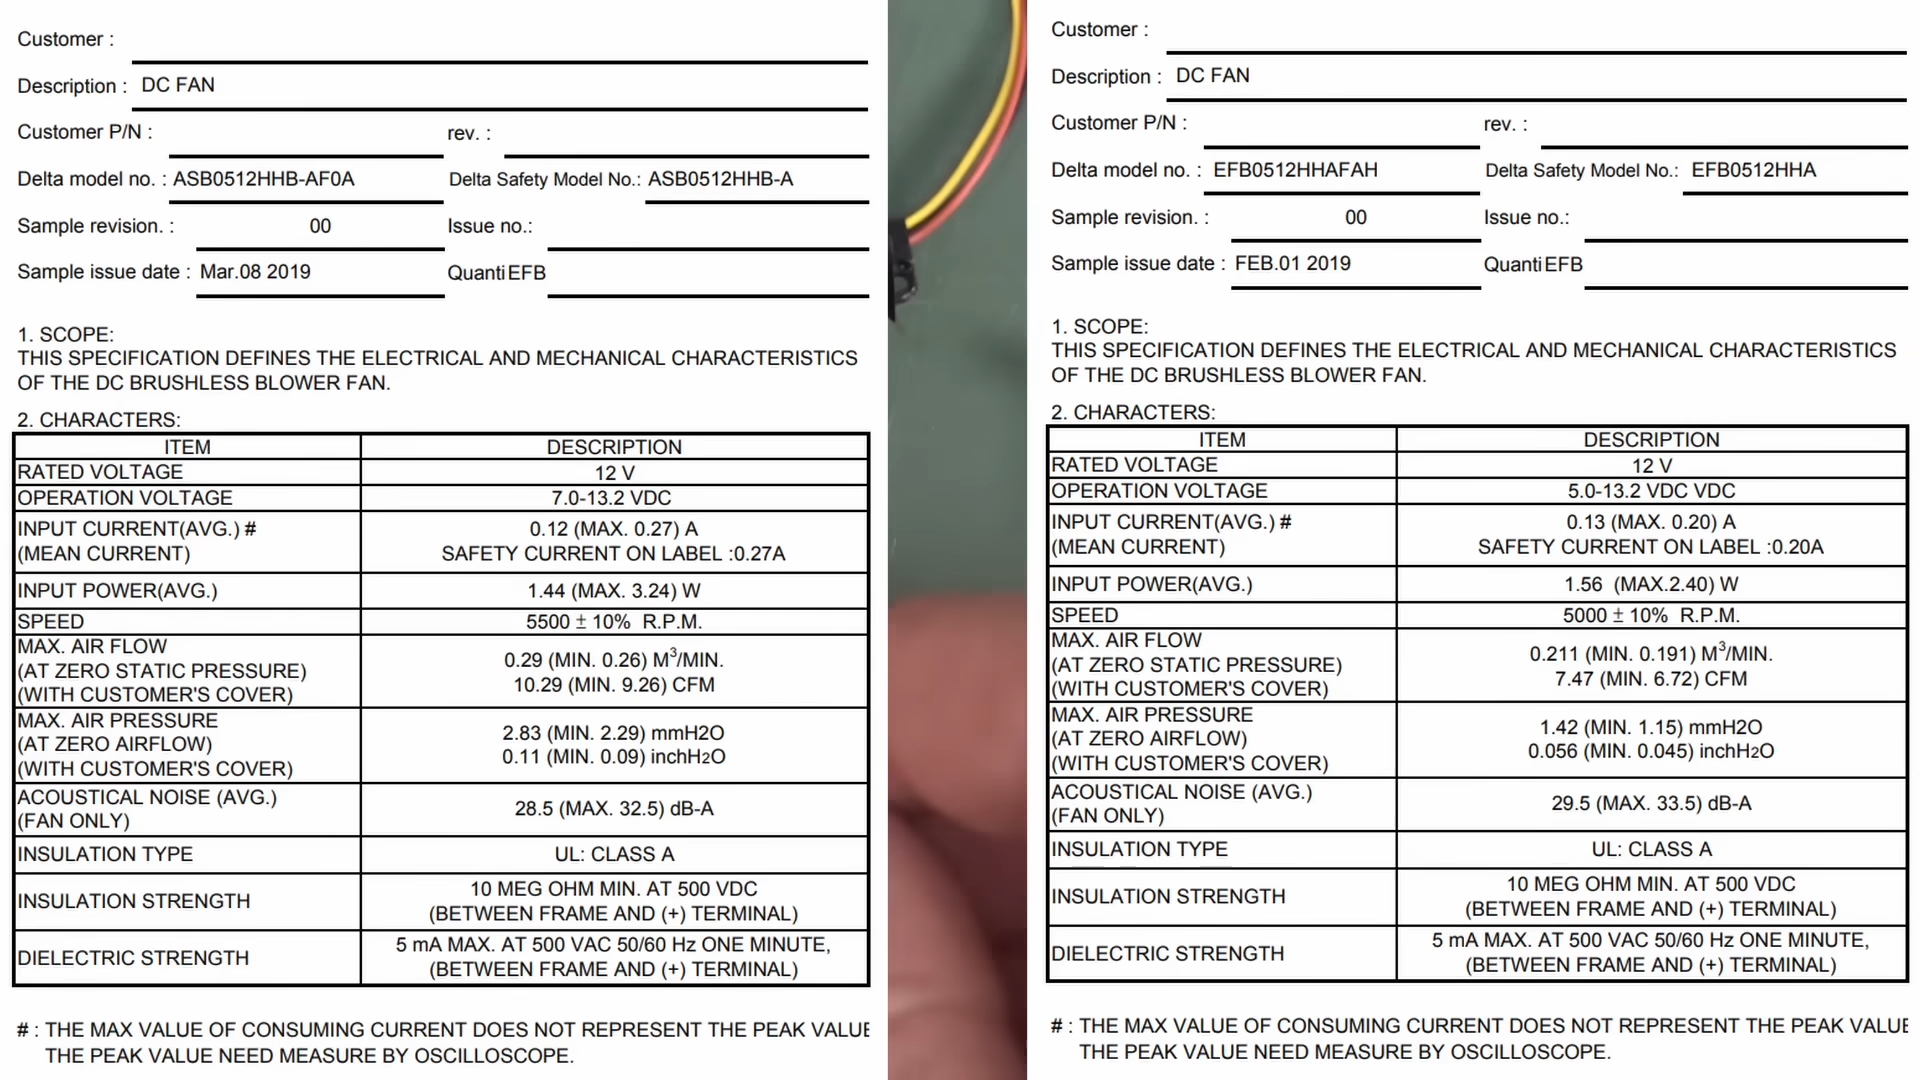 Customer :
Description : DC FAN
Customer P/N : rev. :
Delta model no. : ASB0512HHB-AF0A Delta Safety Model No.: ASB0512HHB-A
Sample revision. : 00 Issue no.:
Sample issue date : Mar.08 2019 QuantiEFB
1. SCOPE:
THIS SPECIFICATION DEFINES THE ELECTRICAL AND MECHANICAL CHARACTERISTICS
OF THE DC BRUSHLESS BLOWER FAN.
2. CHARACTERS:
ITEM DESCRIPTION
RATED VOLTAGE 12 V
OPERATION VOLTAGE 7.0-13.2 VDC
INPUT CURRENT(AVG.) # 0.12 (MAX. 0.27) A
(MEAN CURRENT) SAFETY CURRENT ON LABEL :0.27A
INPUT POWER(AVG.) 1.44 (MAX. 3.24) W
SPEED 5500 ± 10% R.P.M.
MAX. AIR FLOW
(AT ZERO STATIC PRESSURE) 0.29 (MIN. 0.26) M³/MIN.
(WITH CUSTOMER'S COVER) 10.29 (MIN. 9.26) CFM
MAX. AIR PRESSURE
(AT ZERO AIRFLOW) 2.83 (MIN. 2.29) mmH2O
(WITH CUSTOMER'S COVER) 0.11 (MIN. 0.09) inchH2O
ACOUSTICAL NOISE (AVG.)
(FAN ONLY) 28.5 (MAX. 32.5) dB-A
INSULATION TYPE UL: CLASS A
INSULATION STRENGTH 10 MEG OHM MIN. AT 500 VDC
(BETWEEN FRAME AND (+) TERMINAL)
DIELECTRIC STRENGTH 5 mA MAX. AT 500 VAC 50/60 Hz ONE MINUTE,
(BETWEEN FRAME AND (+) TERMINAL)
# : THE MAX VALUE OF CONSUMING CURRENT DOES NOT REPRESENT THE PEAK VALUE
THE PEAK VALUE NEED MEASURE BY OSCILLOSCOPE.
Customer :
Description : DC FAN
Customer P/N : rev. :
Delta model no. : EFB0512HHAFAH Delta Safety Model No.: EFB0512HHA
Sample revision. : 00 Issue no.:
Sample issue date : FEB.01 2019 QuantiEFB
1. SCOPE:
THIS SPECIFICATION DEFINES THE ELECTRICAL AND MECHANICAL CHARACTERISTICS
OF THE DC BRUSHLESS BLOWER FAN.
2. CHARACTERS:
ITEM DESCRIPTION
RATED VOLTAGE 12 V
OPERATION VOLTAGE 5.0-13.2 VDC VDC
INPUT CURRENT(AVG.) # 0.13 (MAX. 0.20) A
(MEAN CURRENT) SAFETY CURRENT ON LABEL :0.20A
INPUT POWER(AVG.) 1.56 (MAX.2.40) W
SPEED 5000 ± 10% R.P.M.
MAX. AIR FLOW
(AT ZERO STATIC PRESSURE) 0.211 (MIN. 0.191) M³/MIN.
(WITH CUSTOMER'S COVER) 7.47 (MIN. 6.72) CFM
MAX. AIR PRESSURE
(AT ZERO AIRFLOW) 1.42 (MIN. 1.15) mmH2O
(WITH CUSTOMER'S COVER) 0.056 (MIN. 0.045) inchH2O
ACOUSTICAL NOISE (AVG.)
(FAN ONLY) 29.5 (MAX. 33.5) dB-A
INSULATION TYPE UL: CLASS A
INSULATION STRENGTH 10 MEG OHM MIN. AT 500 VDC
(BETWEEN FRAME AND (+) TERMINAL)
DIELECTRIC STRENGTH 5 mA MAX. AT 500 VAC 50/60 Hz ONE MINUTE,
(BETWEEN FRAME AND (+) TERMINAL)
# : THE MAX VALUE OF CONSUMING CURRENT DOES NOT REPRESENT THE PEAK VALUE
THE PEAK VALUE NEED MEASURE BY OSCILLOSCOPE.